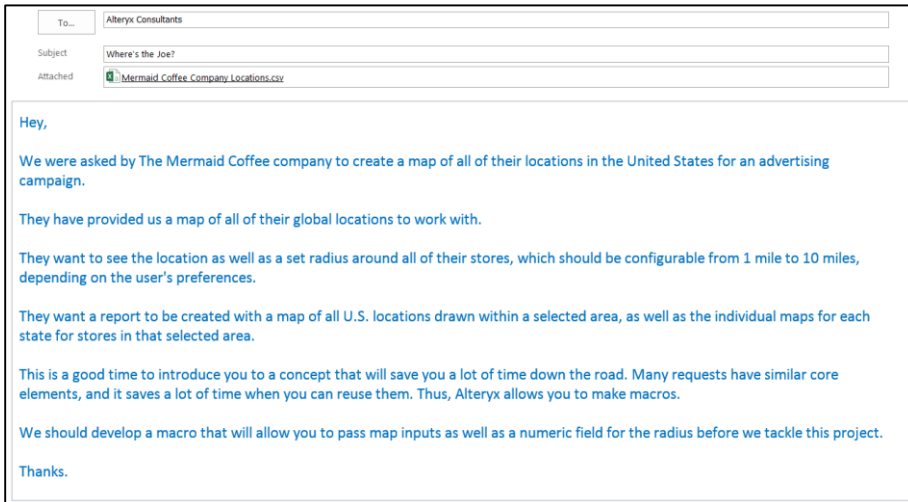 To...
Alteryx Consultants
Subject
Where's the Joe?
Attached
Mermaid Coffee Company Locations.csv
Hey,
We were asked by The Mermaid Coffee company to create a map of all of their locations in the United States for an advertising
campaign.
They have provided us a map of all of their global locations to work with.
They want to see the location as well as a set radius around all of their stores, which should be configurable from 1 mile to 10 miles,
depending on the user's preferences.
They want a report to be created with a map of all U.S. locations drawn within a selected area, as well as the individual maps for each
state for stores in that selected area.
This is a good time to introduce you to a concept that will save you a lot of time down the road. Many requests have similar core
elements, and it saves a lot of time when you can reuse them. Thus, Alteryx allows you to make macros.
We should develop a macro that will allow you to pass map inputs as well as a numeric field for the radius before we tackle this project.
Thanks.